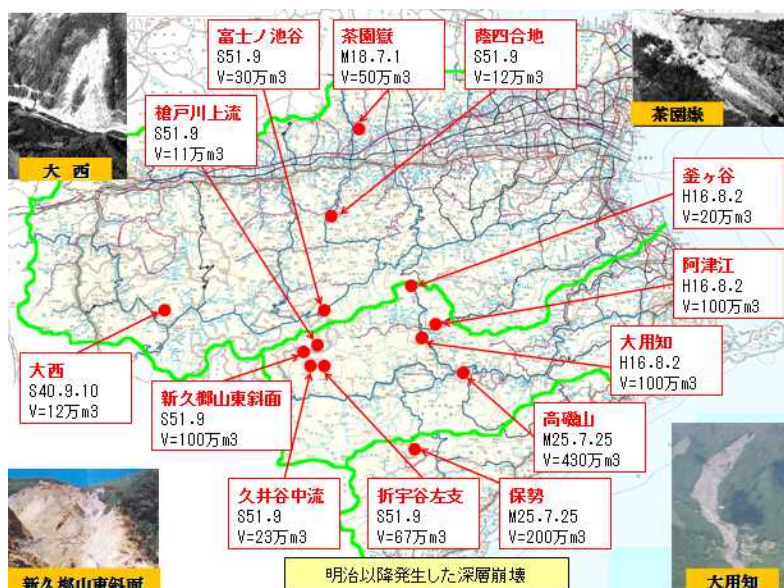 富士ノ池谷
S51.9
V=30万m3
茶園嶽
M18.7.1
V=50万m3
蔭四合地
S51.9
V=12万m3
大西
茶園嶽
槍戸川上流
S51.9
V=11万m3
釜ヶ谷
H16.8.2
V=20万m3
阿津江
H16.8.2
V=100万m3
大用知
H16.8.2
V=100万m3
大西
S40.9.10
V=12万m3
新久郷山東斜面
S51.9
V=100万m3
高磯山
M25.7.25
V=430万m3
久井谷中流
S51.9
V=23万m3
折宇谷左支
S51.9
V=67万m3
保勢
M25.7.25
V=200万m3
新久郷山東斜面
明治以降発生した深層崩壊
大用知